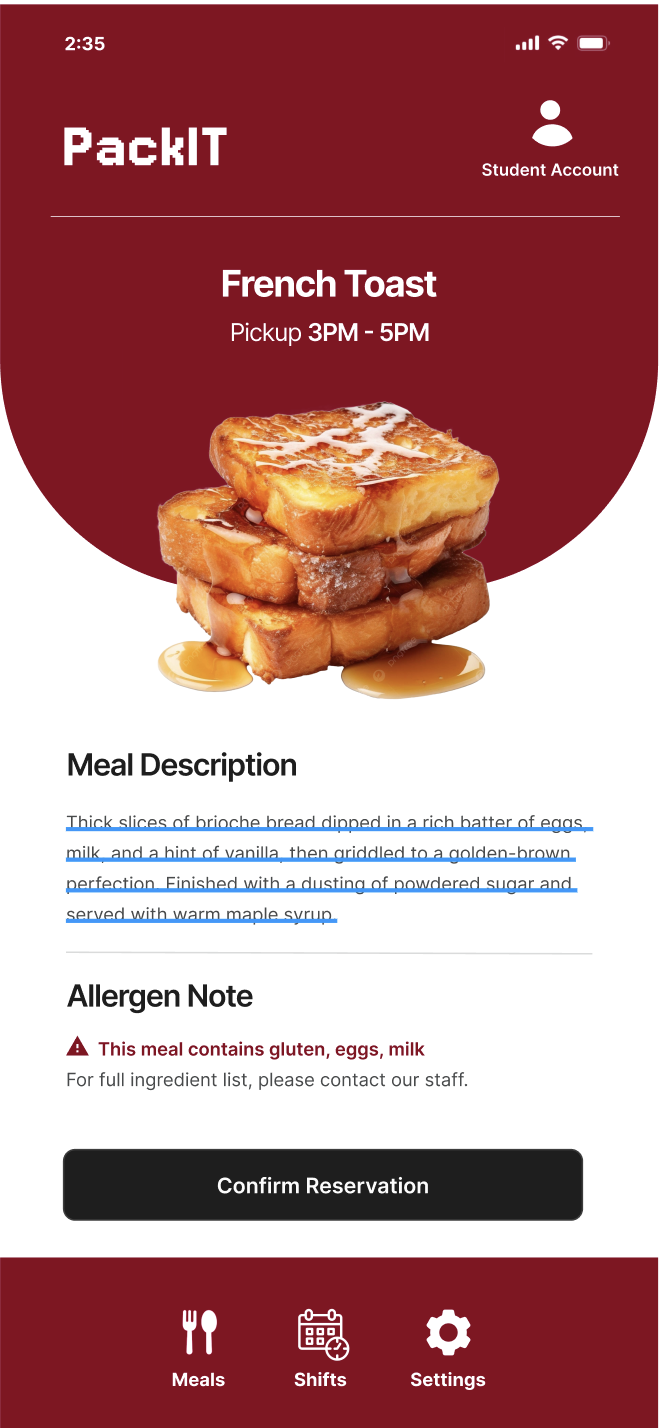 2:35
PackIT
Student Account
French Toast
Pickup 3PM - 5PM
Meal Description
Thick slices of brioche bread dipped in a rich batter of eggs,
milk, and a hint of vanilla, then griddled to a golden-brown
perfection. Finished with a dusting of powdered sugar and
served with warm maple syrup.
Allergen Note
This meal contains gluten, eggs, milk
For full ingredient list, please contact our staff.
Confirm Reservation
Meals
Shifts
Settings